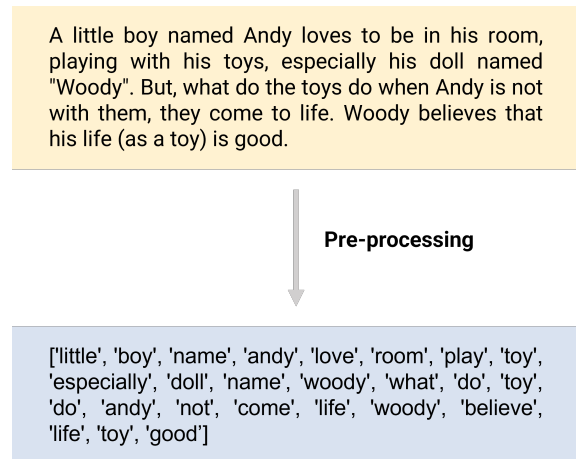 A little boy named Andy loves to be in his room,
playing with his toys, especially his doll named
"Woody". But, what do the toys do when Andy is not
with them, they come to life. Woody believes that
his life (as a toy) is good.
Pre-processing
['little', 'boy', 'name', 'andy', 'love', 'room', 'play', 'toy',
'especially', 'doll', 'name', 'woody', 'what', 'do', 'toy',
'do', 'andy', 'not', 'come', 'life', 'woody', 'believe',
'life', 'toy', 'good’]